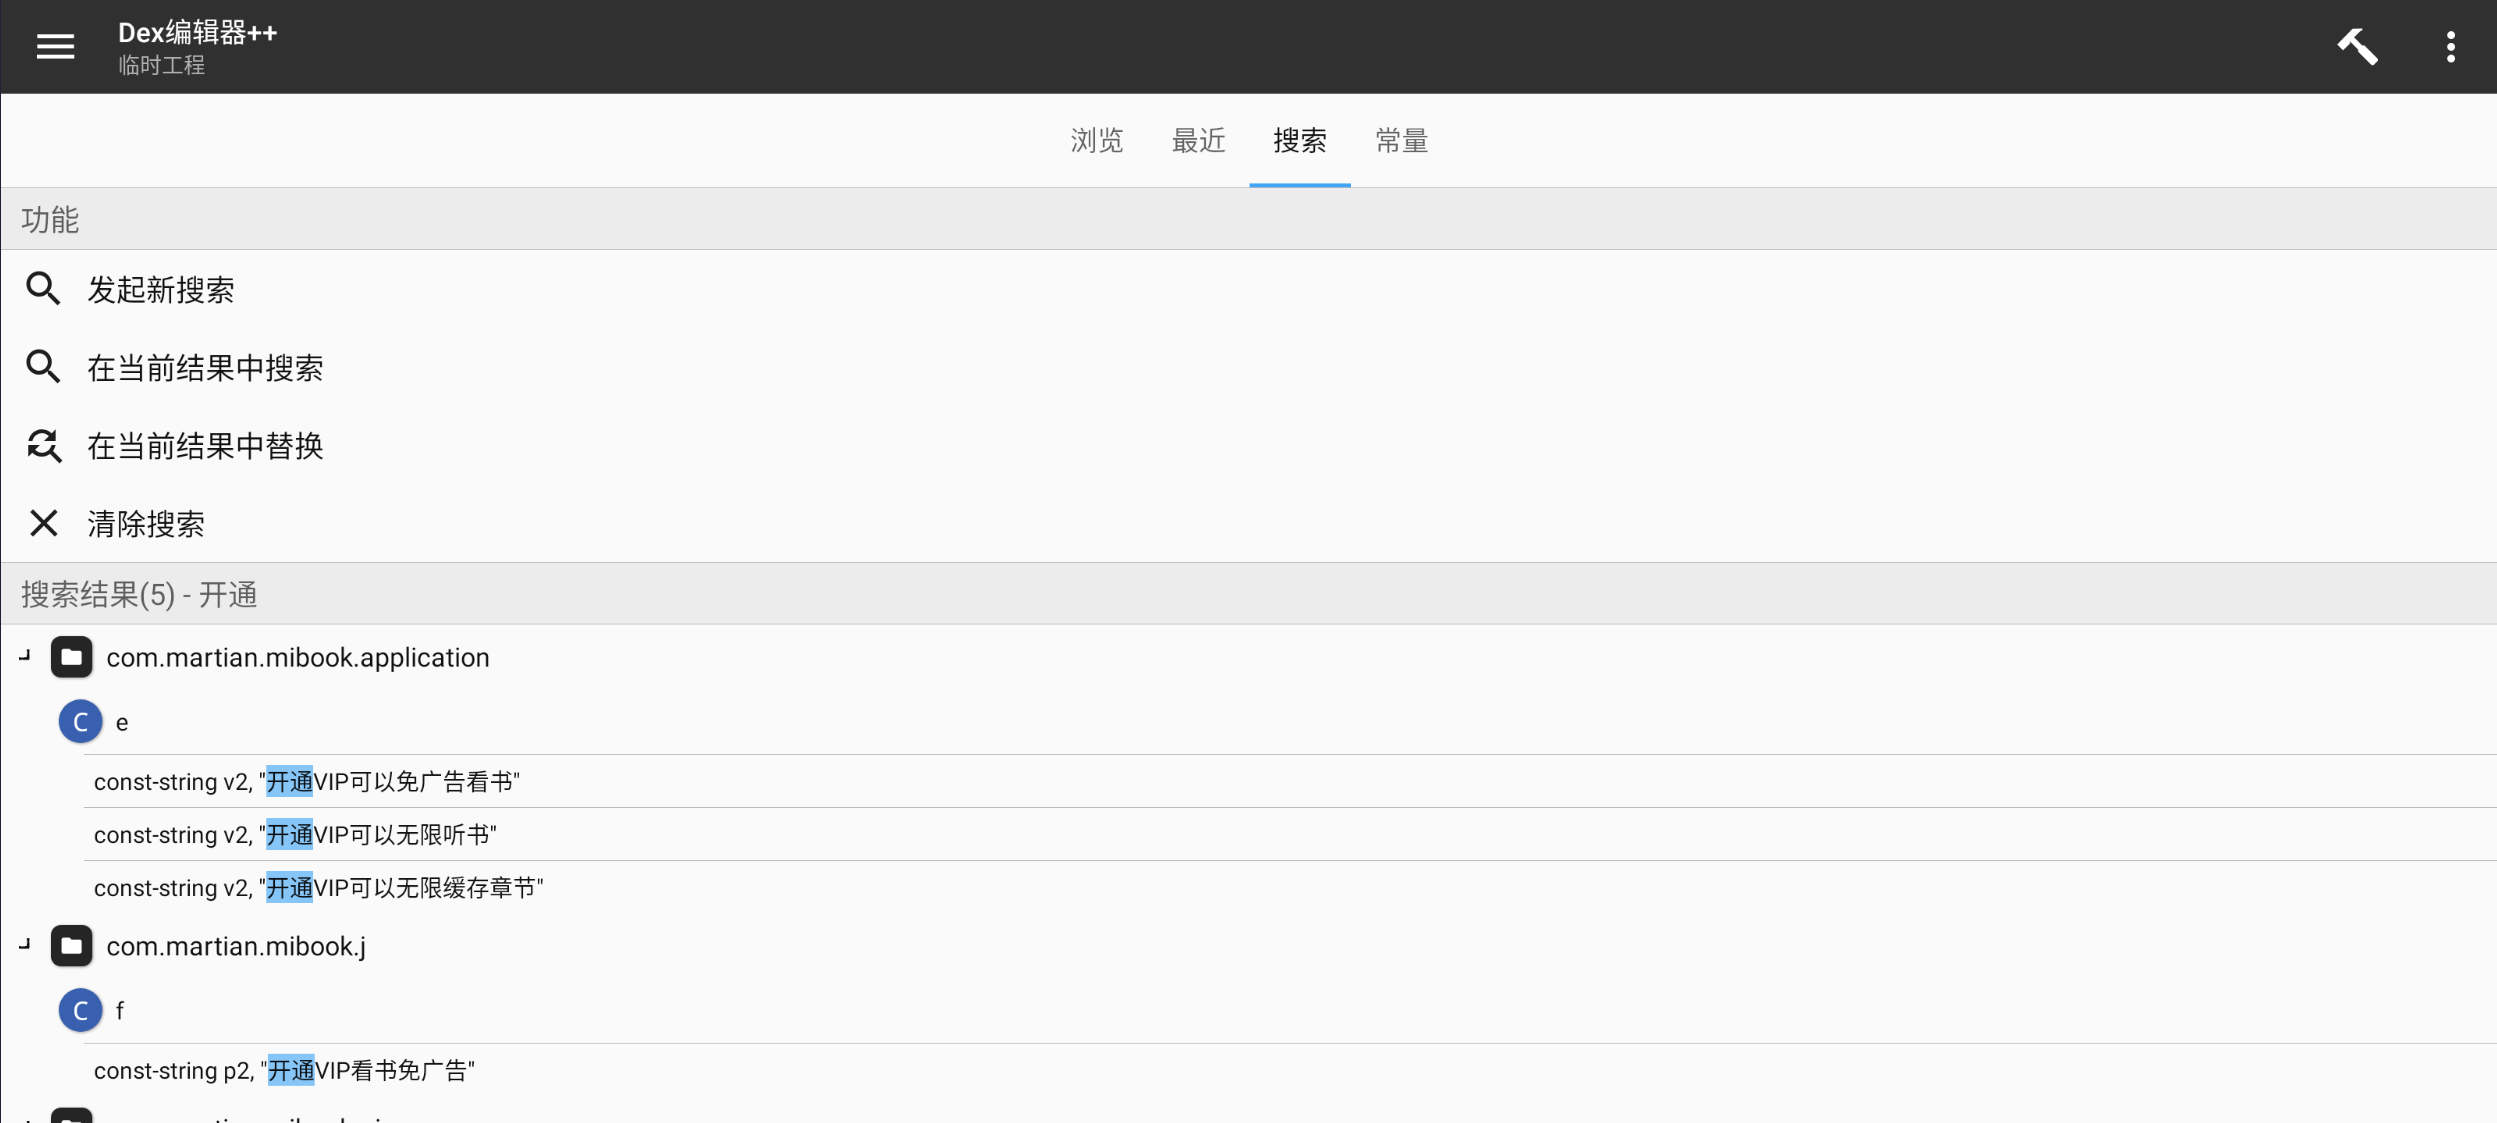 Dex编辑器++
临时工程
浏览 最近 搜索 常量
功能
发起新搜索
在当前结果中搜索
在当前结果中替换
清除搜索
搜索结果(5) - 开通
com.martian.mibook.application
C e
const-string v2, "开通VIP可以免广告看书"
const-string v2, "开通VIP可以无限听书"
const-string v2, "开通VIP可以无限缓存章节"
com.martian.mibook.j
C f
const-string p2, "开通VIP看书免广告"